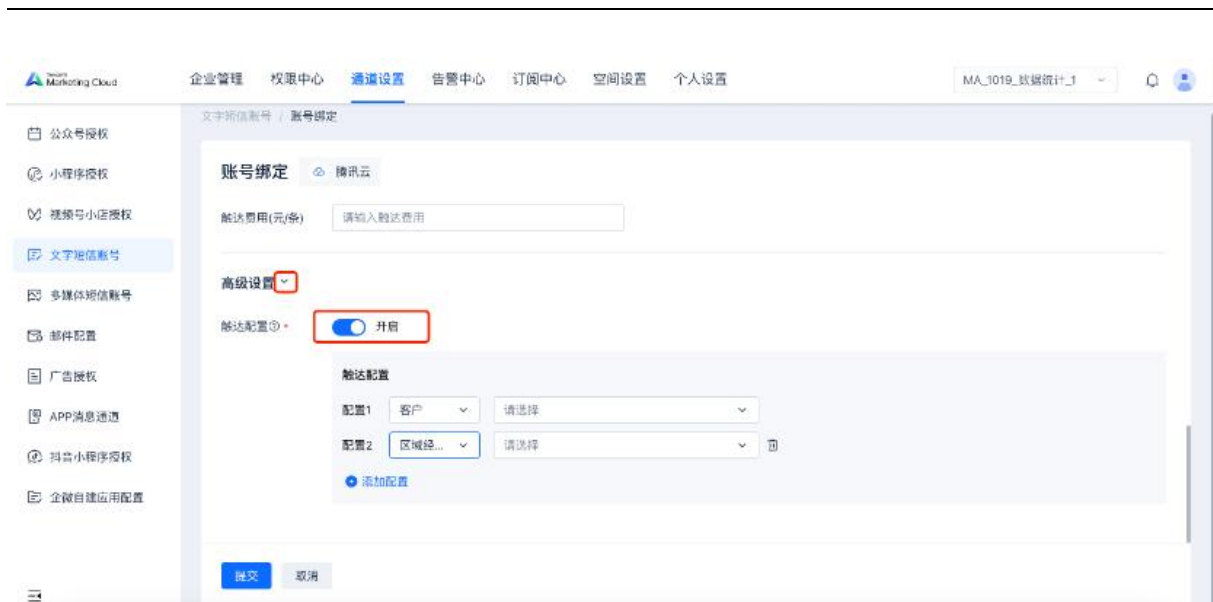 Tencent
Marketing Cloud
企业管理 权限中心 通道设置 告警中心 订阅中心 空间设置 个人设置
MA_1019_数据统计_1
文字短信账号 / 账号绑定
公众号授权
小程序授权
视频号小店授权
文字短信账号
多媒体短信账号
邮件配置
广告授权
APP消息通道
抖音小程序授权
企微自建应用配置
账号绑定 腾讯云
触达费用(元/条) 请输入触达费用
高级设置
触达配置 * 开启
触达配置
配置1 客户 请选择
配置2 区域经... 请选择
添加配置
提交 取消